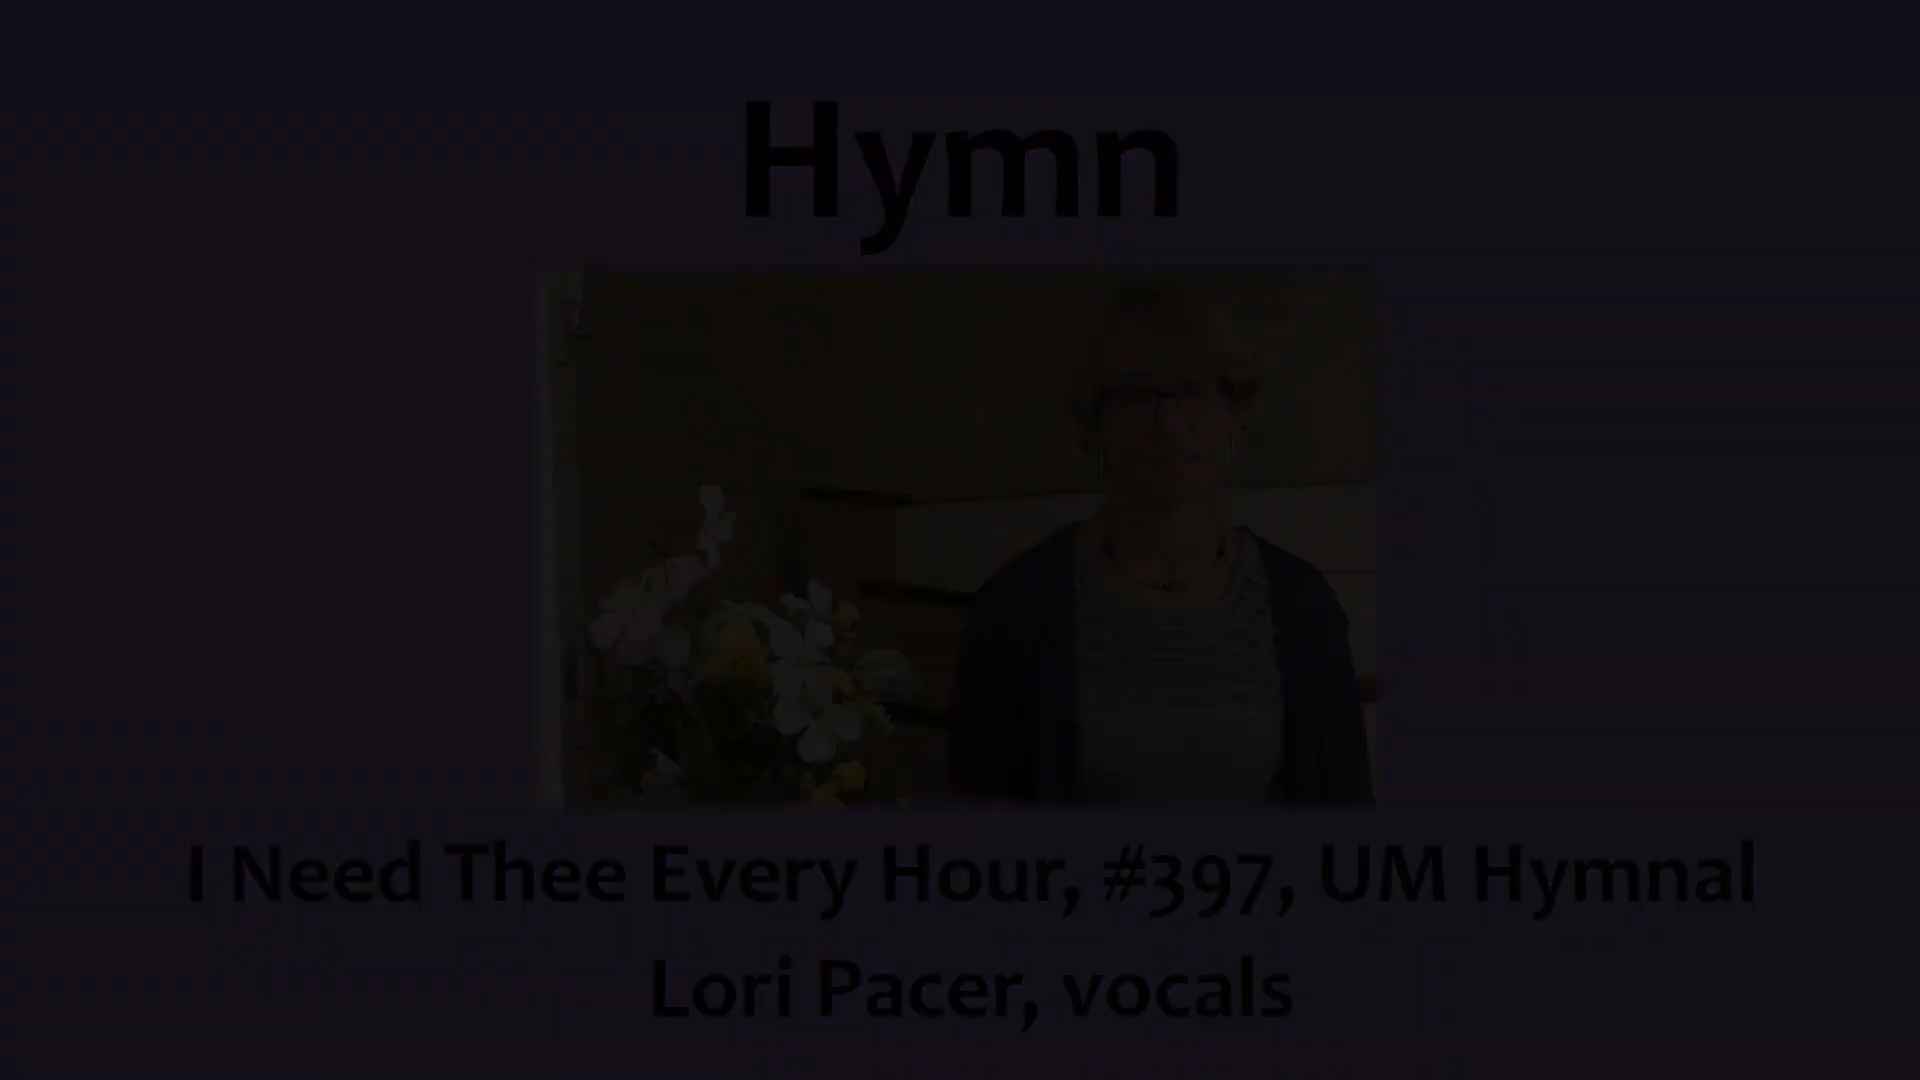 Hymn
I Need Thee Every Hour, #397, UM Hymnal
Lori Pacer, vocals